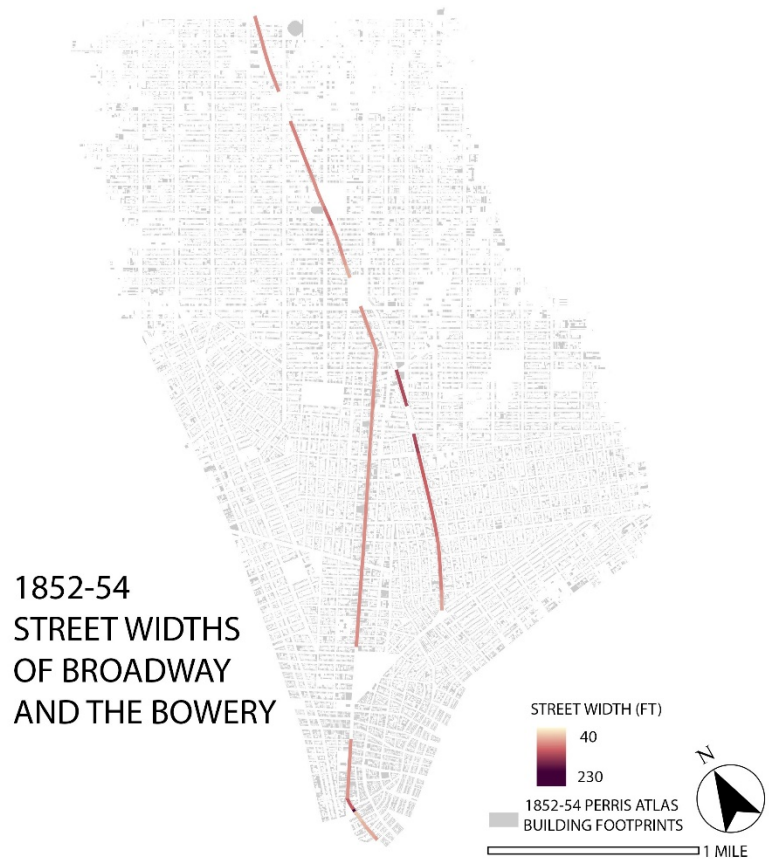 1852-54
STREET WIDTHS
OF BROADWAY
AND THE BOWERY
STREET WIDTH (FT)
40
230
1852-54 PERRIS ATLAS
BUILDING FOOTPRINTS
N
1 MILE